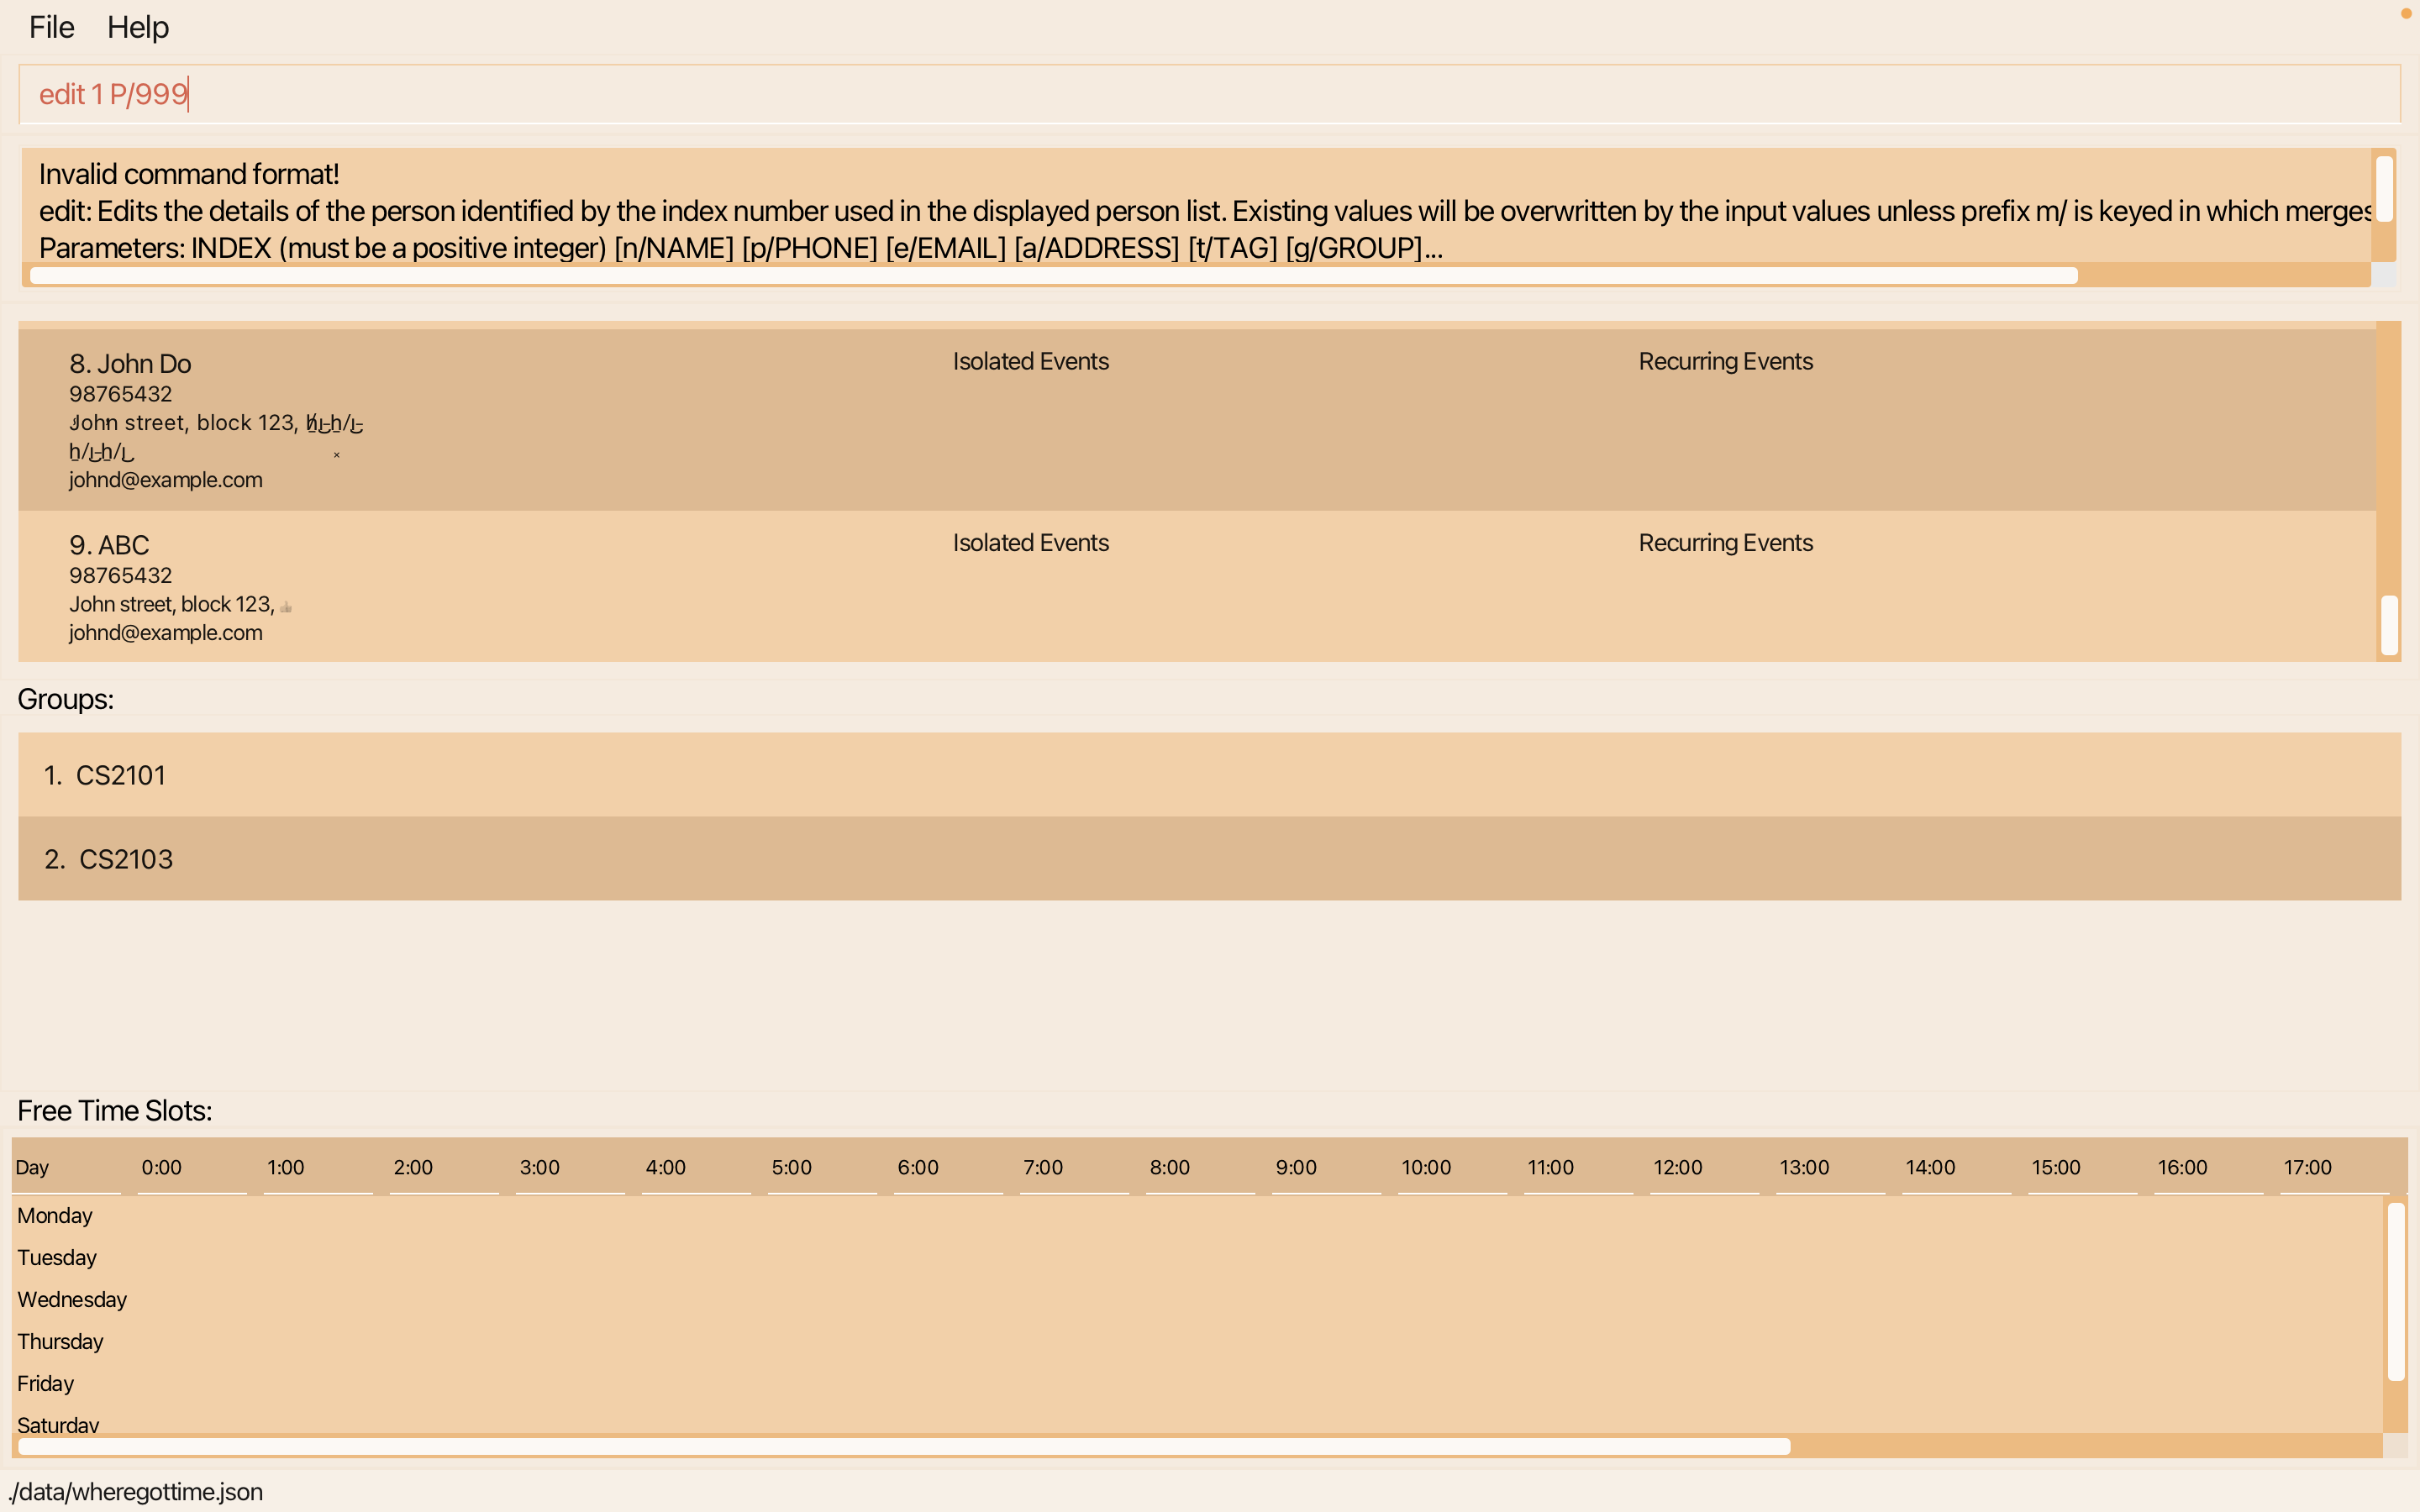 File Help
edit 1 P/999
Invalid command format!
edit: Edits the details of the person identified by the index number used in the displayed person list. Existing values will be overwritten by the input values unless prefix m/ is keyed in which merges
Parameters: INDEX (must be a positive integer) [n/NAME] [p/PHONE] [e/EMAIL] [a/ADDRESS] [t/TAG] [g/GROUP]...
8. John Do Isolated Events Recurring Events
98765432
John street, block 123,
johnd@example.com
9. ABC Isolated Events Recurring Events
98765432
John street, block 123, 👍
johnd@example.com
Groups:
1. CS2101
2. CS2103
Free Time Slots:
Day 0:00 1:00 2:00 3:00 4:00 5:00 6:00 7:00 8:00 9:00 10:00 11:00 12:00 13:00 14:00 15:00 16:00 17:00
Monday
Tuesday
Wednesday
Thursday
Friday
Saturday
./data/wheregottime.json